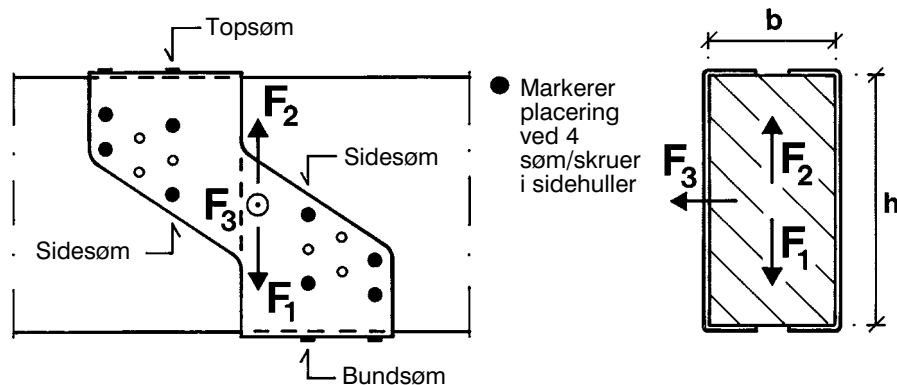 Topsøm
b
F2
Markerer
placering
ved 4
søm/skruer
i sidehuller
Sidesøm
F3
F3
F2
h
Sidesøm
F1
F1
Bundsøm